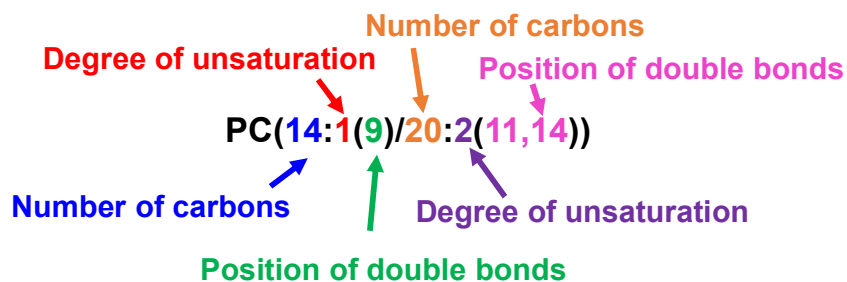 Number of carbons
Degree of unsaturation
Position of double bonds
PC(14:1(9)/20:2(11,14))
Number of carbons
Degree of unsaturation
Position of double bonds